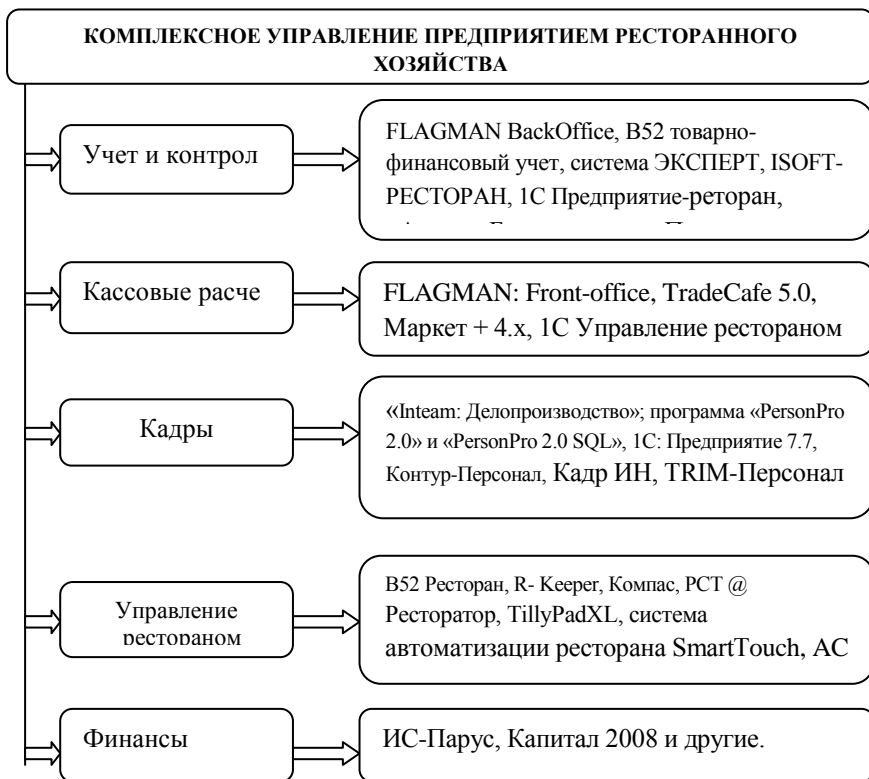 КОМПЛЕКСНОЕ УПРАВЛЕНИЕ ПРЕДПРИЯТИЕМ РЕСТОРАННОГО
ХОЗЯЙСТВА
Учет и контрол
FLAGMAN BackOffice, B52 товарно-
финансовый учет, система ЭКСПЕРТ, ISOFT-
РЕСТОРАН, 1С Предприятие-реторан,
Кассовые расче
FLAGMAN: Front-office, TradeCafe 5.0,
Маркет + 4.x, 1С Управление рестораном
Кадры
«Inteam: Делопроизводство»; программа «PersonPro
2.0» и «PersonPro 2.0 SQL», 1С: Предприятие 7.7,
Контур-Персонал, Кадр ИН, TRIM-Персонал
Управление
рестораном
B52 Ресторан, R- Keeper, Компас, РСТ @
Ресторатор, TillyPadXL, система
автоматизации ресторана SmartTouch, АС
Финансы
ИС-Парус, Капитал 2008 и другие.